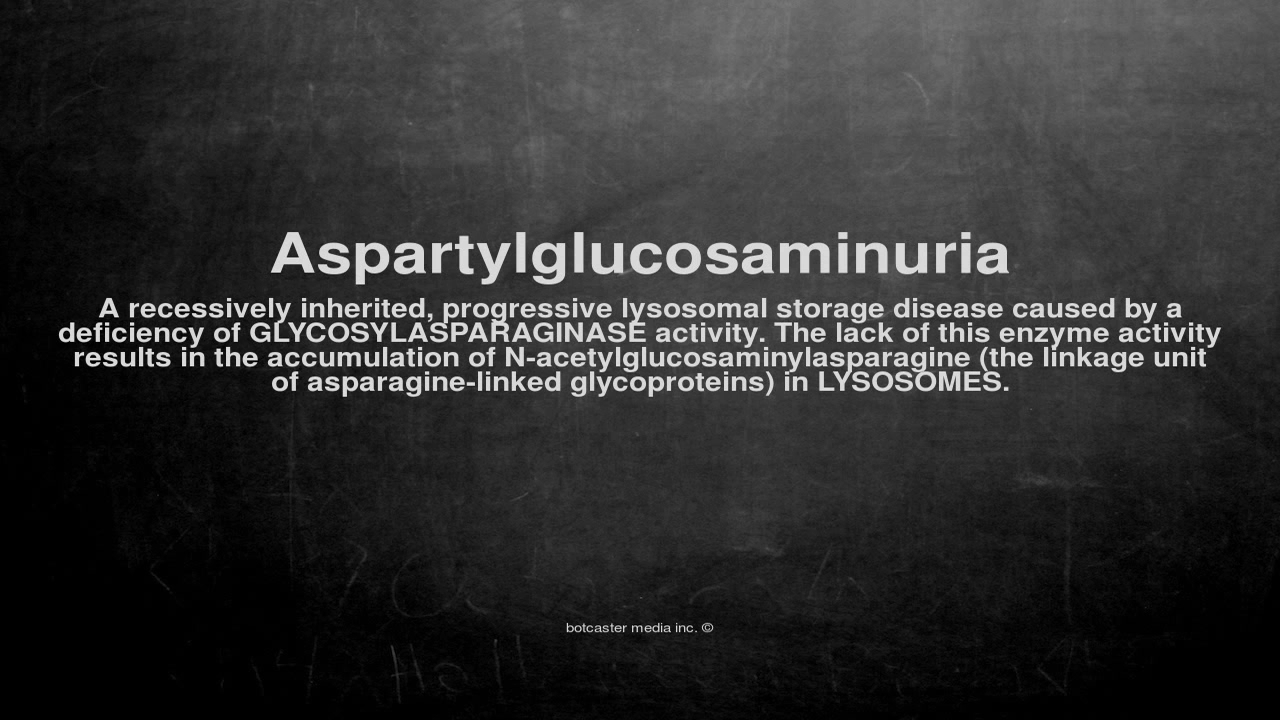 Aspartylglucosaminuria
A recessively inherited, progressive lysosomal storage disease caused by a
deficiency of GLYCOSYLASPARAGINASE activity. The lack of this enzyme activity
results in the accumulation of N-acetylglucosaminylasparagine (the linkage unit
of asparagine-linked glycoproteins) in LYSOSOMES.
botcaster media inc. ©